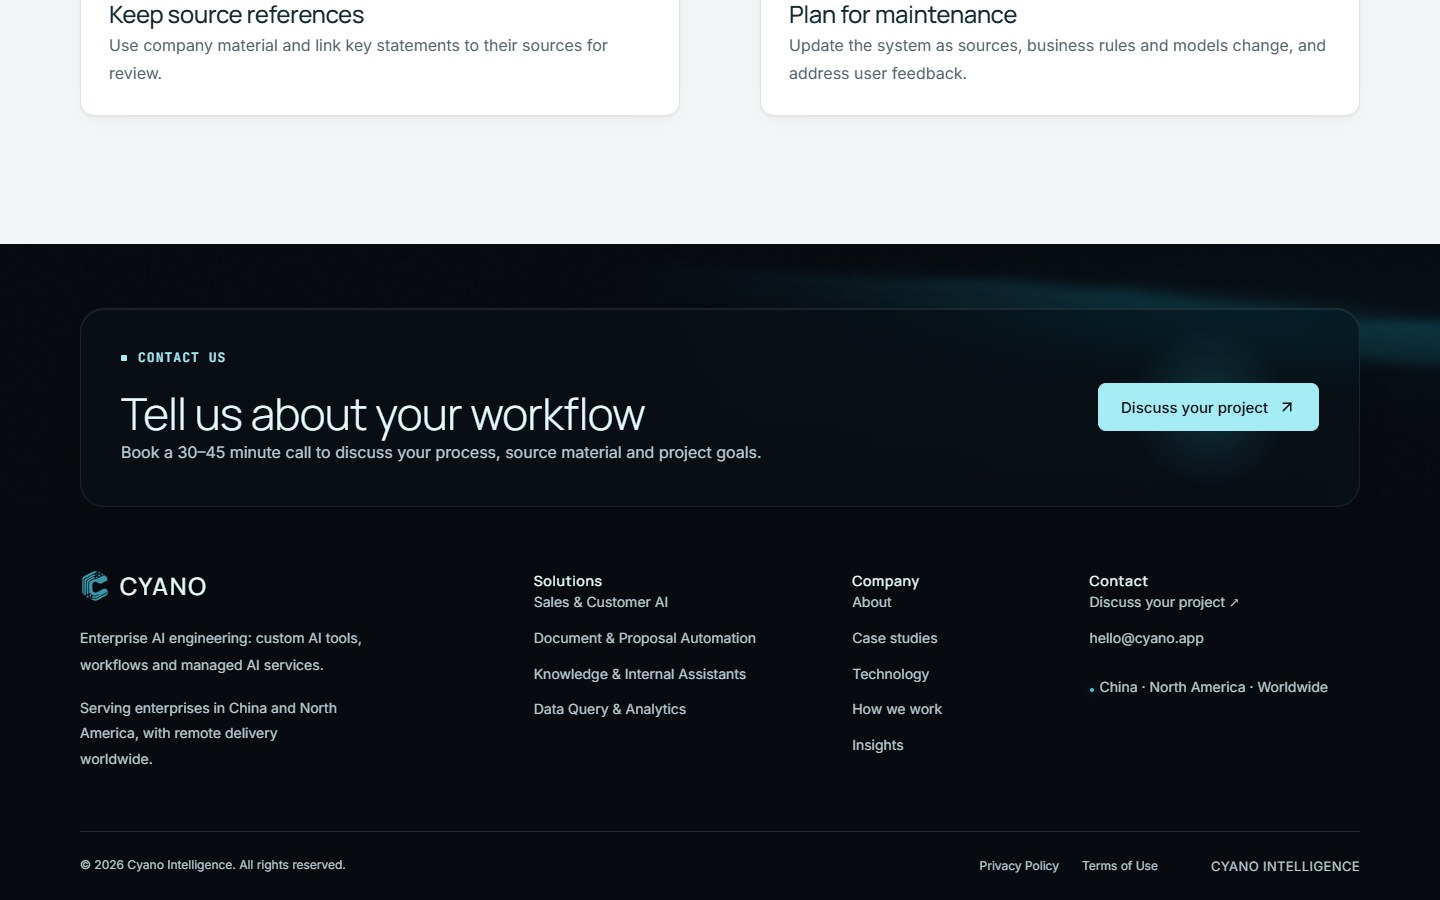 Keep source references
Use company material and link key statements to their sources for
review.
Plan for maintenance
Update the system as sources, business rules and models change, and
address user feedback.
CONTACT US
Tell us about your workflow
Book a 30–45 minute call to discuss your process, source material and project goals.
Discuss your project
CYANO
Enterprise AI engineering: custom AI tools,
workflows and managed AI services.
Serving enterprises in China and North
America, with remote delivery
worldwide.
Solutions
Sales & Customer AI
Document & Proposal Automation
Knowledge & Internal Assistants
Data Query & Analytics
Company
About
Case studies
Technology
How we work
Insights
Contact
Discuss your project ↗
hello@cyano.app
China · North America · Worldwide
© 2026 Cyano Intelligence. All rights reserved.
Privacy Policy
Terms of Use
CYANO INTELLIGENCE